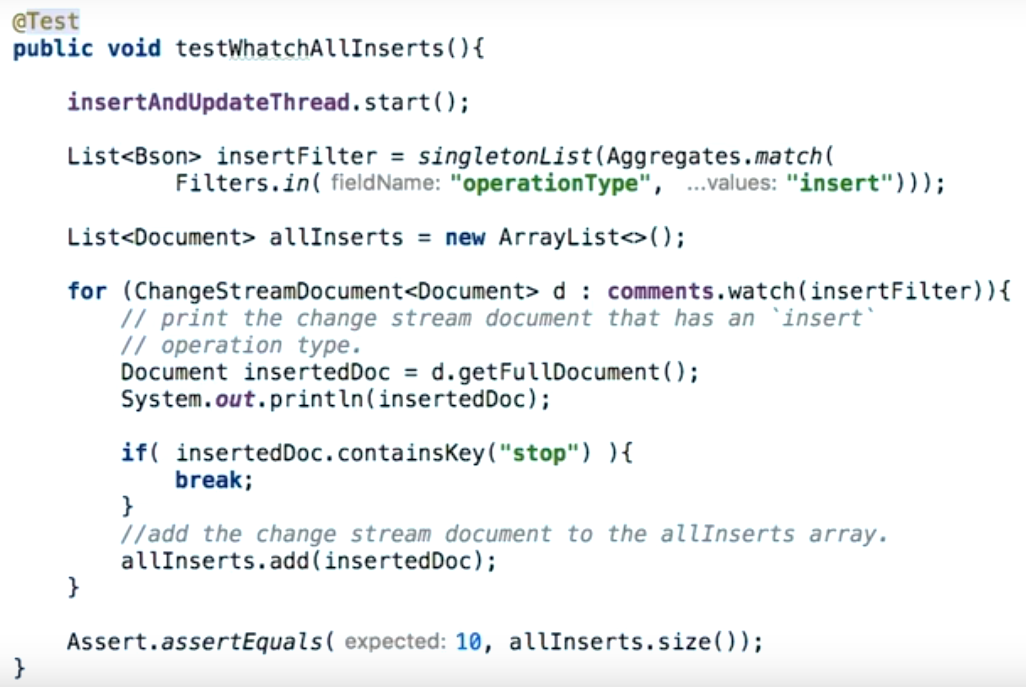 @Test
public void testWhatchAllInserts(){
insertAndUpdateThread.start();
List<Bson> insertFilter = singletonList(Aggregates.match(
Filters.in( fieldName: "operationType", ...values: "insert")));
List<Document> allInserts = new ArrayList<>();
for (ChangeStreamDocument<Document> d : comments.watch(insertFilter)){
// print the change stream document that has an `insert`
// operation type.
Document insertedDoc = d.getFullDocument();
System.out.println(insertedDoc);
if( insertedDoc.containsKey("stop") ){
break;
}
//add the change stream document to the allInserts array.
allInserts.add(insertedDoc);
}
Assert.assertEquals( expected: 10, allInserts.size());
}